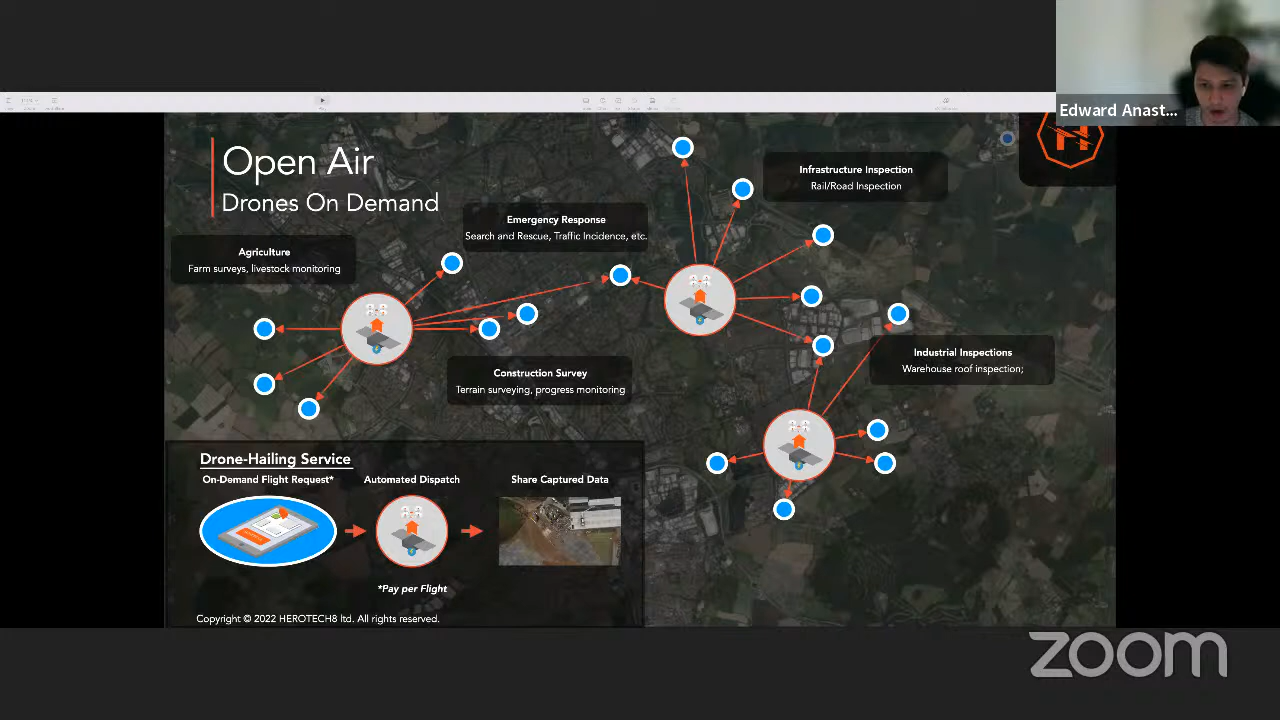 Edward Anast...
Open Air
Drones On Demand
Infrastructure Inspection
Rail/Road Inspection
Emergency Response
Search and Rescue, Traffic Incidence, etc.
Agriculture
Farm surveys, livestock monitoring
Industrial Inspections
Warehouse roof inspection;
Construction Survey
Terrain surveying, progress monitoring
Drone-Hailing Service
On-Demand Flight Request*
Automated Dispatch
Share Captured Data
*Pay per Flight
Copyright © 2022 HEROTECH8 ltd. All rights reserved.
zoom